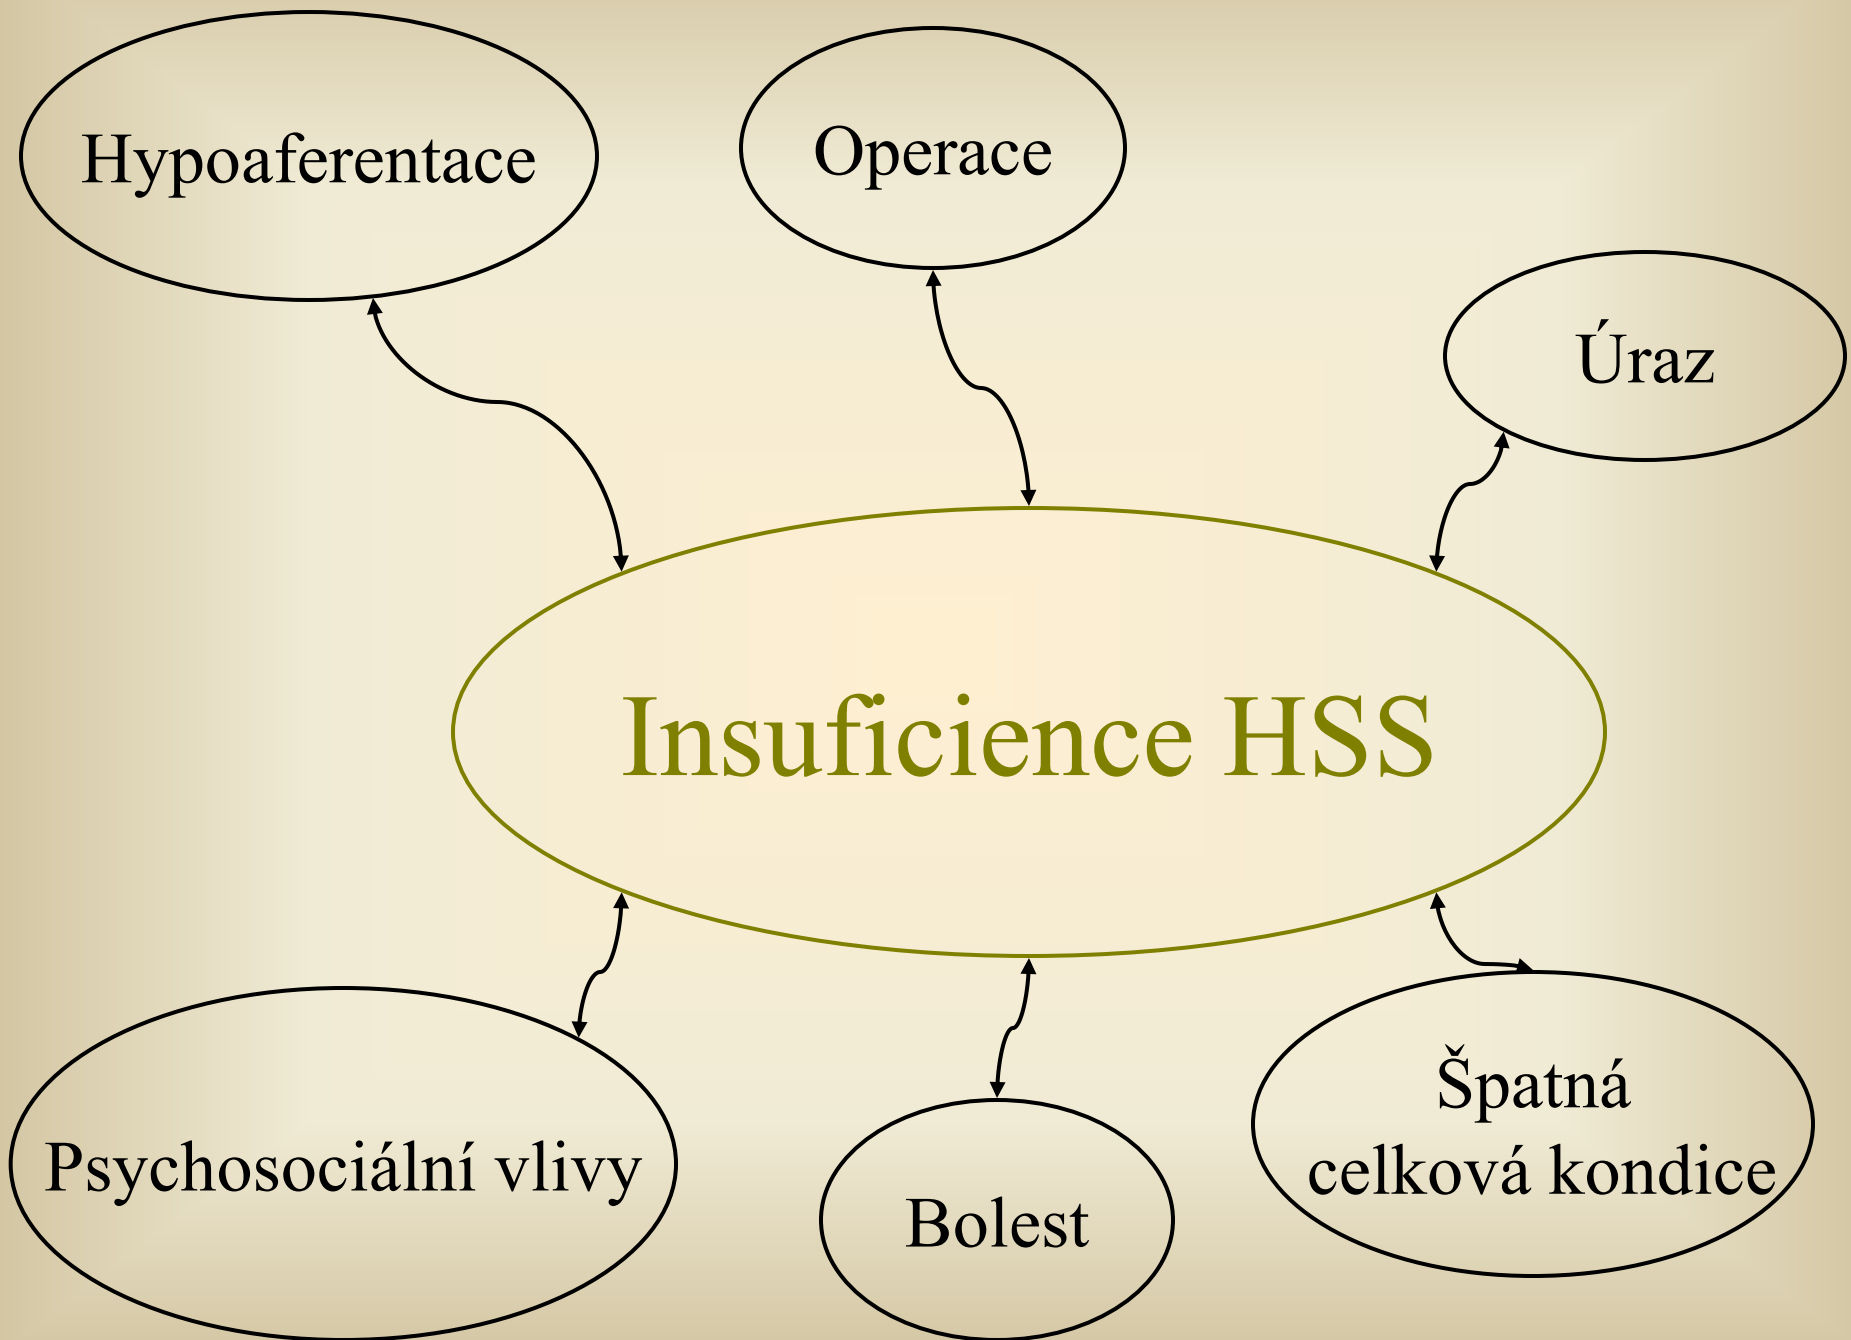 Hypoaferentace
Operace
Úraz
Insuficience HSS
Psychosociální vlivy
Bolest
Špatná
celková kondice